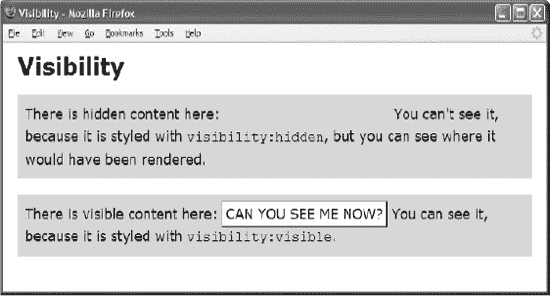 Visibility - Mozilla Firefox
File Edit View Go Bookmarks Tools Help
Visibility
There is hidden content here: You can't see it,
because it is styled with visibility:hidden, but you can see where it
would have been rendered.
There is visible content here: CAN YOU SEE ME NOW? You can see it,
because it is styled with visibility:visible.